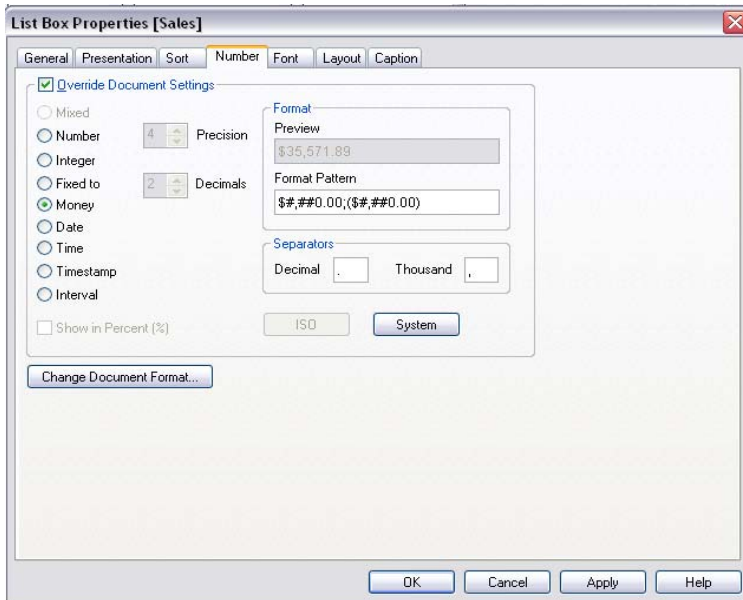 List Box Properties [Sales]
General Presentation Sort Number Font Layout Caption
Override Document Settings
Mixed
Number 4 Precision
Integer
Fixed to 2 Decimals
Money
Date
Time
Timestamp
Interval
Show in Percent (%)
Format
Preview
$35,571.89
Format Pattern
$#,##0.00;($#,##0.00)
Separators
Decimal . Thousand ,
ISO System
Change Document Format...
OK Cancel Apply Help